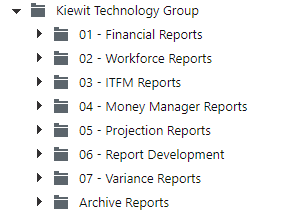 Kiewit Technology Group
01 - Financial Reports
02 - Workforce Reports
03 - ITFM Reports
04 - Money Manager Reports
05 - Projection Reports
06 - Report Development
07 - Variance Reports
Archive Reports